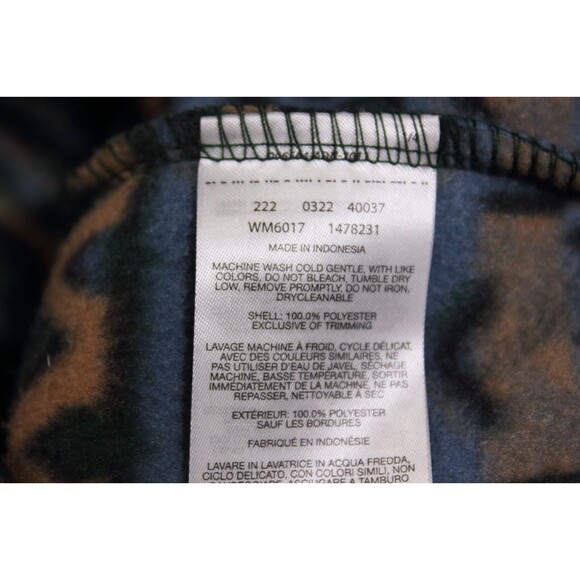 /4
222 0322 40037
WM6017 1478231
MADE IN INDONESIA
MACHINE WASH COLD GENTLE, WITH LIKE
COLORS, DO NOT BLEACH, TUMBLE DRY
LOW, REMOVE PROMPTLY, DO NOT IRON,
DRYCLEANABLE
SHELL: 100.0% POLYESTER
EXCLUSIVE OF TRIMMING
LAVAGE MACHINE À FROID, CYCLE DÉLICAT,
AVEC DES COULEURS SIMILAIRES, NE
PAS UTILISER D'EAU DE JAVEL, SÉCHAGE
MACHINE, BASSE TEMPÉRATURE, SORTIR
IMMÉDIATEMENT DE LA MACHINE, NE PAS
REPASSER, NETTOYABLE À SEC
EXTÉRIEUR: 100.0% POLYESTER
SAUF LES BORDURES
FABRIQUÉ EN INDONÉSIE
LAVARE IN LAVATRICE IN ACQUA FREDDA,
CICLO DELICATO, CON COLORI SIMILI, NON
CANDEGGIARE, ASCIUGARE A TAMBURO